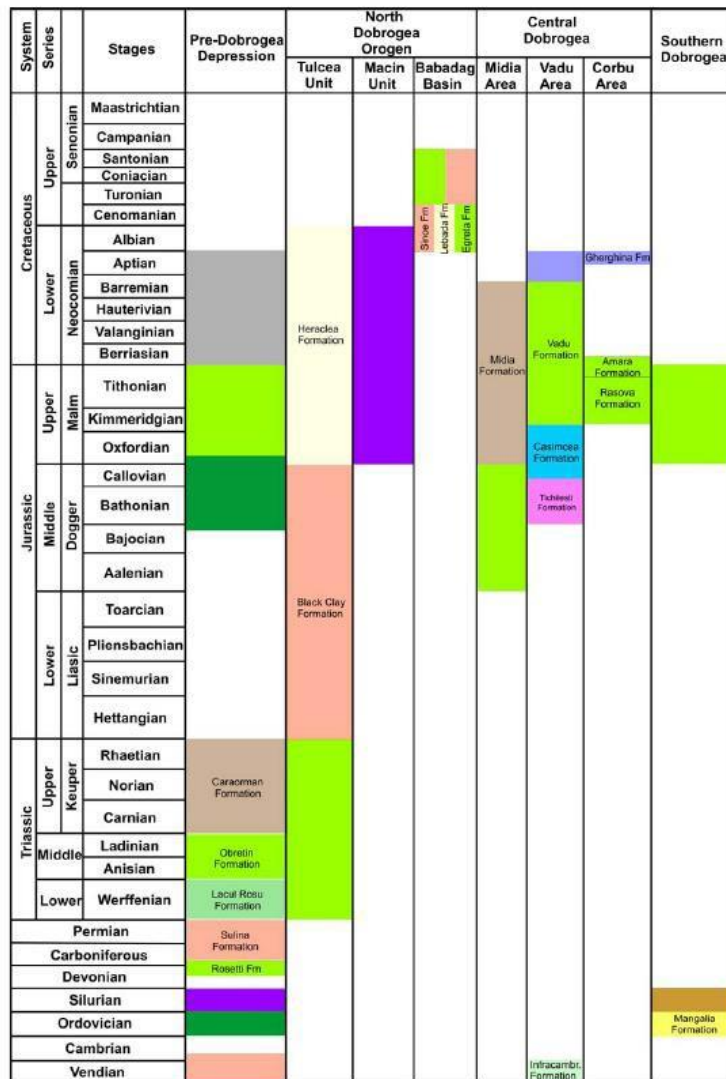 System
Series
Stages
Pre-Dobrogea
Depression
North
Dobrogea
Orogen
Central
Dobrogea
Southern
Dobrogea
Tulcea
Unit
Macin
Unit
Babadag
Basin
Midia
Area
Vadu
Area
Corbu
Area
Cretaceous
Upper
Senonian
Maastrichtian
Campanian
Santonian
Coniacian
Turonian
Cenomanian
Sinoe Fm
Lebada Fm
Egreta Fm
Lower
Neocomian
Albian
Aptian
Barremian
Hauterivian
Valanginian
Berriasian
Heraclea
Formation
Midia
Formation
Vadu
Formation
Gherghina Fm
Amara
Formation
Rasova
Formation
Jurassic
Upper
Malm
Tithonian
Kimmeridgian
Oxfordian
Casimcea
Formation
Middle
Dogger
Callovian
Bathonian
Bajocian
Aalenian
Formation
Lower
Liasic
Toarcian
Pliensbachian
Sinemurian
Hettangian
Black Clay
Formation
Triassic
Upper
Keuper
Rhaetian
Norian
Carnian
Caraorman
Formation
Middle
Ladinian
Anisian
Obretin
Formation
Lower
Werffenian
Lacul Rosu
Formation
Permian
Carboniferous
Devonian
Silurian
Ordovician
Cambrian
Vendian
Sulina
Formation
Rosetti Fm
Mangalia
Formation
Infracambr.
Formation